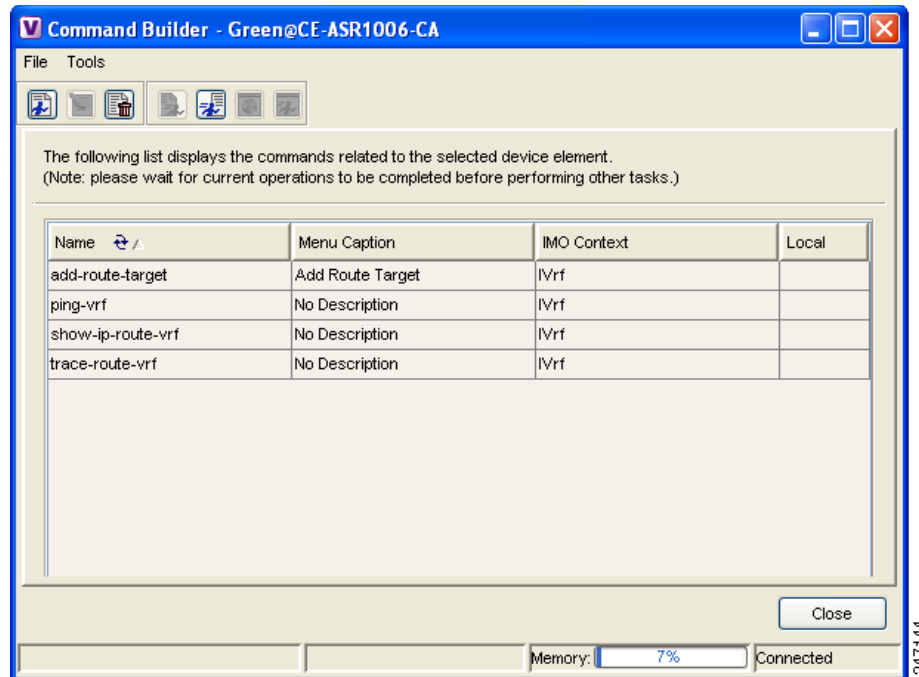 Command Builder - Green@CE-ASR1006-CA
File Tools
The following list displays the commands related to the selected device element.
(Note: please wait for current operations to be completed before performing other tasks.)
Name Menu Caption IMO Context Local
add-route-target Add Route Target IVrf
ping-vrf No Description IVrf
show-ip-route-vrf No Description IVrf
trace-route-vrf No Description IVrf
Close
Memory: 7% Connected
247144